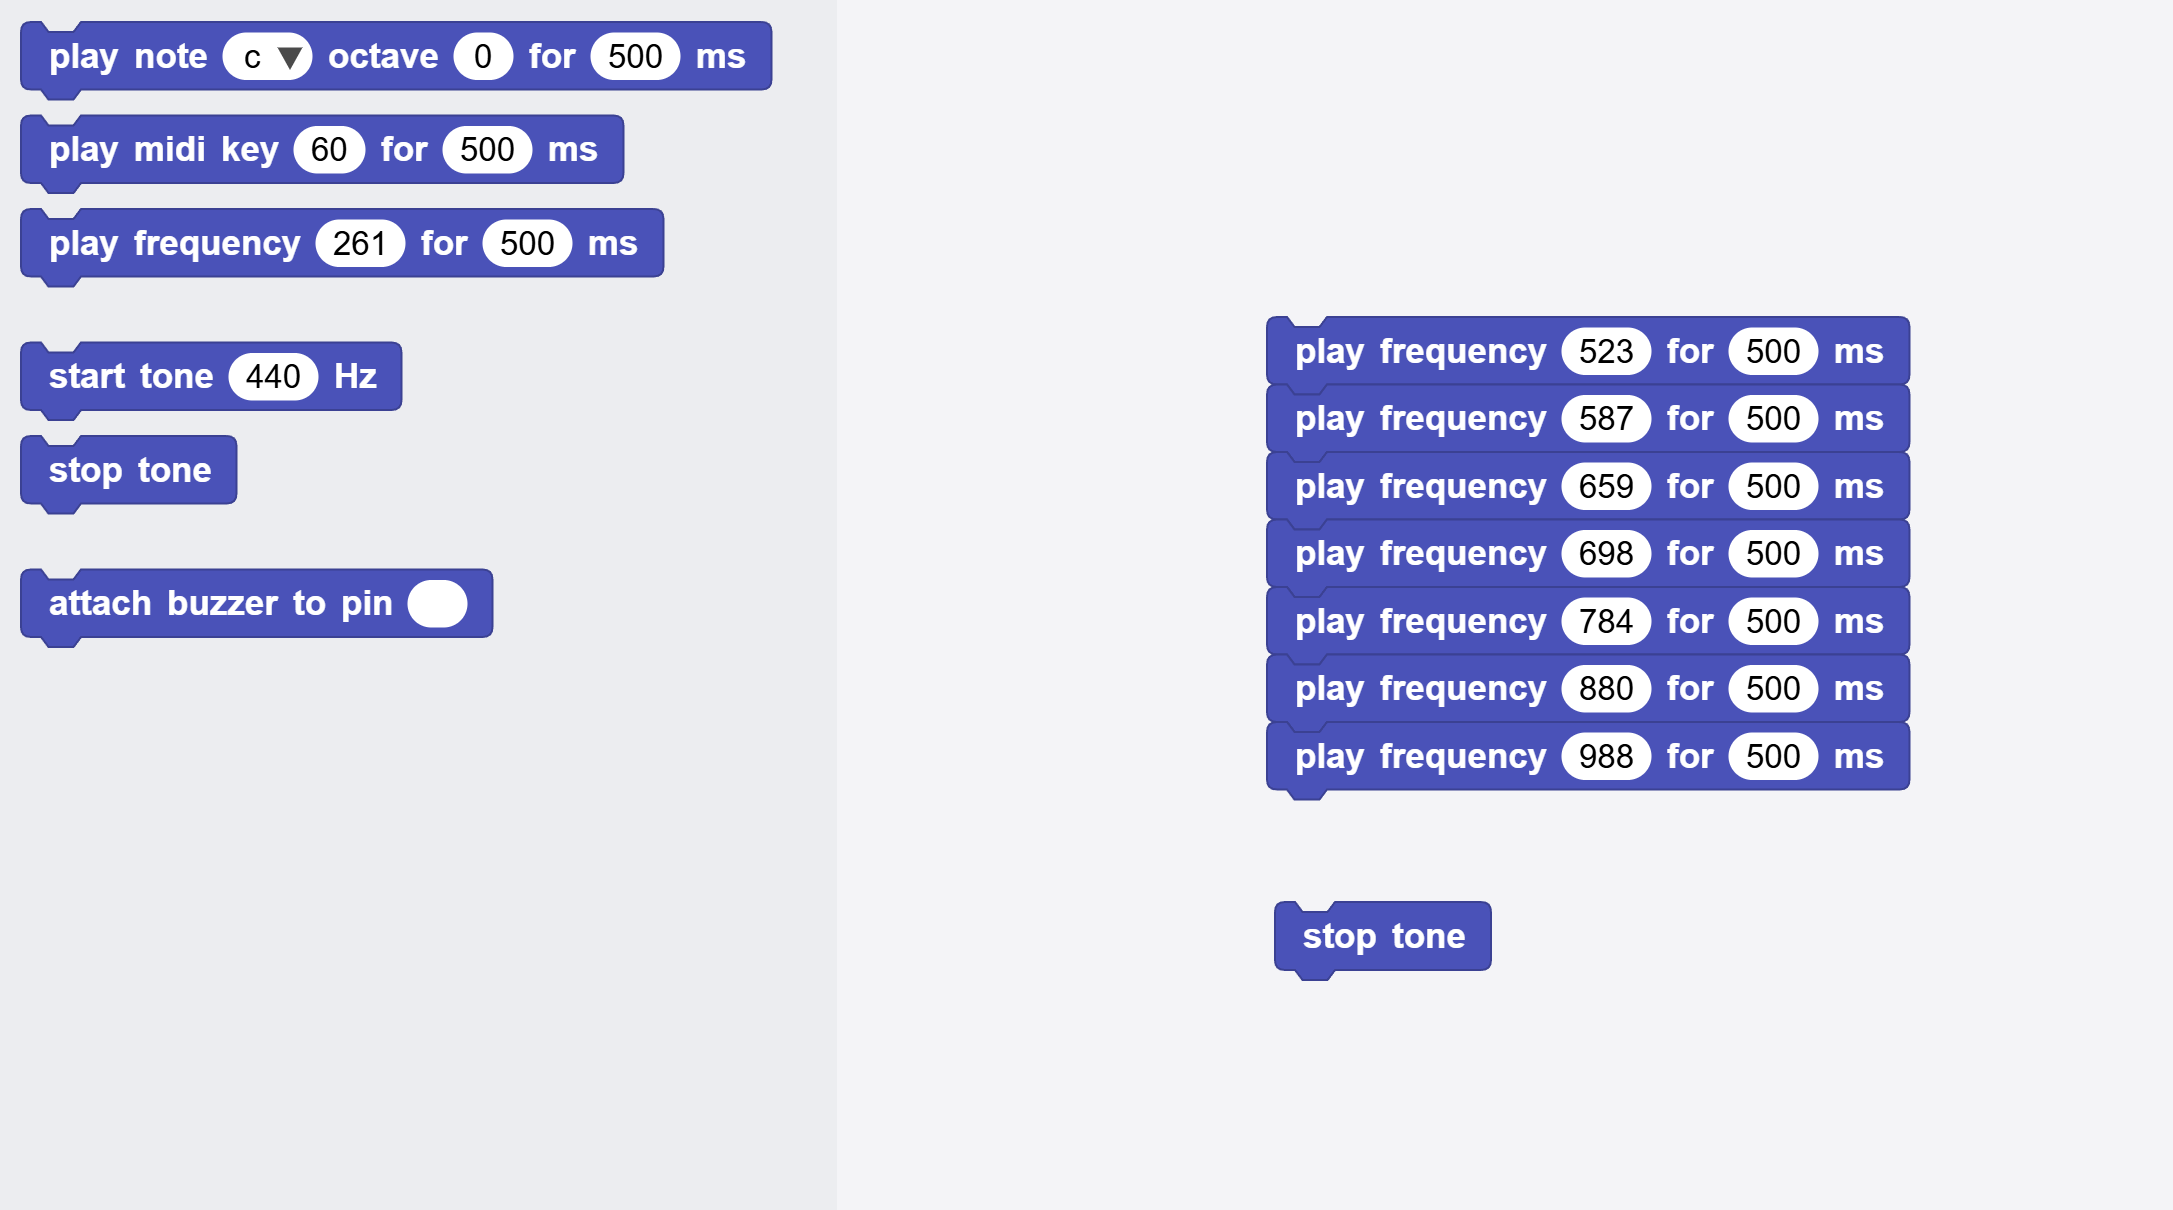 play note c octave 0 for 500 ms
play midi key 60 for 500 ms
play frequency 261 for 500 ms
start tone 440 Hz
stop tone
attach buzzer to pin
play frequency 523 for 500 ms
play frequency 587 for 500 ms
play frequency 659 for 500 ms
play frequency 698 for 500 ms
play frequency 784 for 500 ms
play frequency 880 for 500 ms
play frequency 988 for 500 ms
stop tone